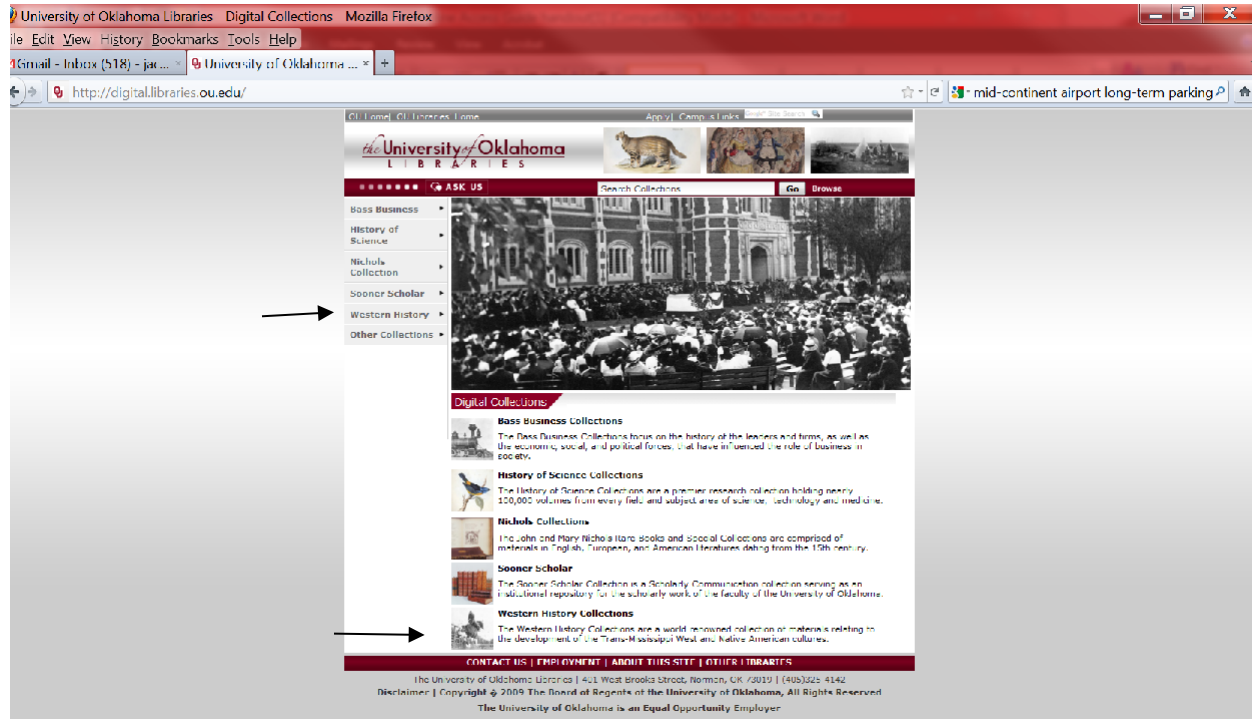 University of Oklahoma Libraries Digital Collections Mozilla Firefox
ile Edit View History Bookmarks Tools Help
Gmail - Inbox (518) - jac... × University of Oklahoma ... × +
http://digital.libraries.ou.edu/ mid-continent airport long-term parking
OU Home| OU Libraries Home Apply| Campus Links Site Search
the University of Oklahoma
LIBRARIES
ASK US Search Collections Go Browse
Bass Business
History of
Science
Nichols
Collection
Sooner Scholar
Western History
Other Collections
Digital Collections
Bass Business Collections
The Bass Business Collections focus on the history of the leaders and firms, as well as
the economic, social, and political forces, that have influenced the role of business in
society.
History of Science Collections
The History of Science Collections are a premier research collection holding nearly
100,000 volumes from every field and subject area of science, technology and medicine.
Nichols Collections
The John and Mary Nichols Rare Books and Special Collections are comprised of
materials in English, European, and American literatures dating from the 15th century.
Sooner Scholar
The Sooner Scholar Collection is a Scholarly Communication collection serving as an
institutional repository for the scholarly work of the faculty of the University of Oklahoma.
Western History Collections
The Western History Collections are a world renowned collection of materials relating to
the development of the Trans-Mississippi West and Native American cultures.
CONTACT US | EMPLOYMENT | ABOUT THIS SITE | OTHER LIBRARIES
The University of Oklahoma Libraries | 401 West Brooks Street, Norman, OK 73019 | (405)325-4142
Disclaimer | Copyright � 2009 The Board of Regents of the University of Oklahoma, All Rights Reserved
The University of Oklahoma is an Equal Opportunity Employer